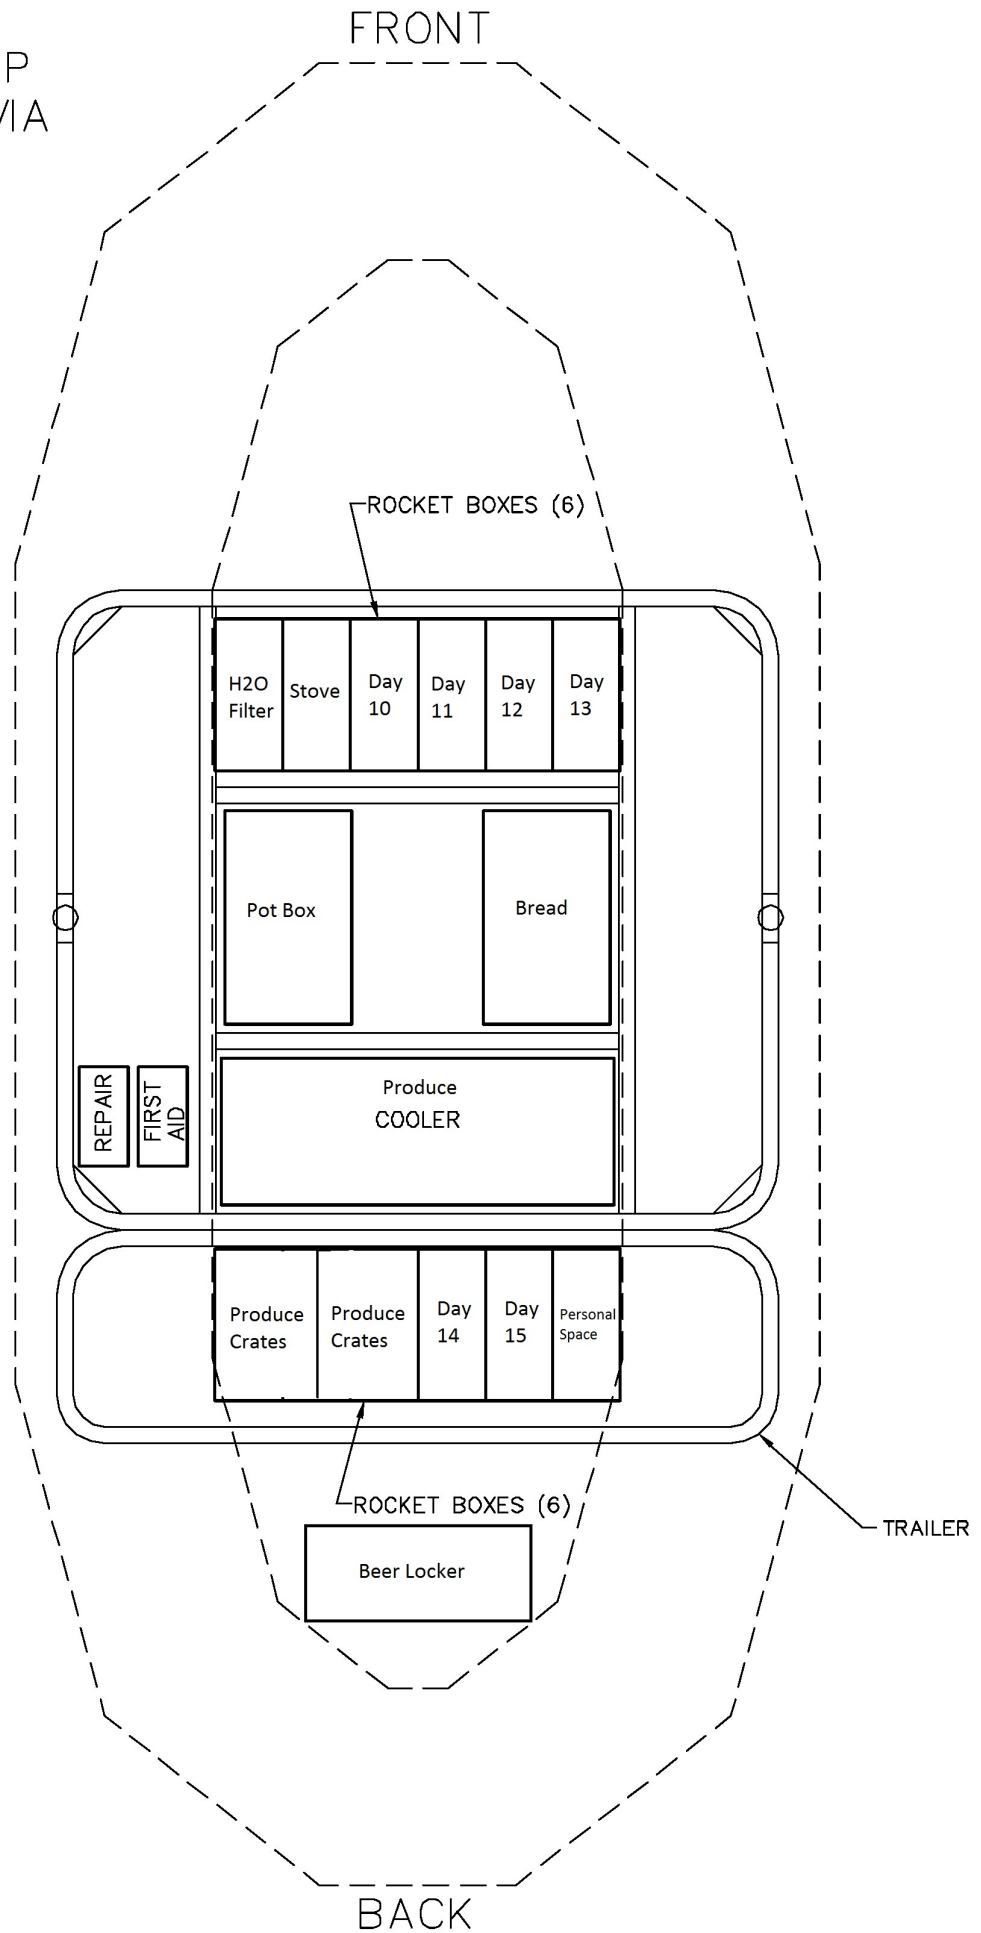 FRONT
P
VIA
ROCKET BOXES (6)
H2O
Filter
Stove
Day
10
Day
11
Day
12
Day
13
Pot Box
Bread
REPAIR
FIRST
AID
Produce
COOLER
Produce
Crates
Produce
Crates
Day
14
Day
15
Personal
Space
ROCKET BOXES (6)
TRAILER
Beer Locker
BACK